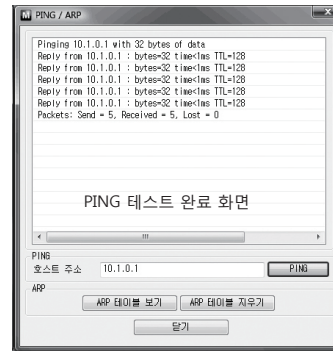 PING / ARP
Pinging 10.1.0.1 with 32 bytes of data
Reply from 10.1.0.1 : bytes=32 time<1ms TTL=128
Reply from 10.1.0.1 : bytes=32 time<1ms TTL=128
Reply from 10.1.0.1 : bytes=32 time<1ms TTL=128
Reply from 10.1.0.1 : bytes=32 time<1ms TTL=128
Reply from 10.1.0.1 : bytes=32 time<1ms TTL=128
Packets: Send = 5, Received = 5, Lost = 0
PING 테스트 완료 화면
PING
호스트 주소 10.1.0.1 PING
ARP
ARP 테이블 보기 ARP 테이블 지우기
닫기